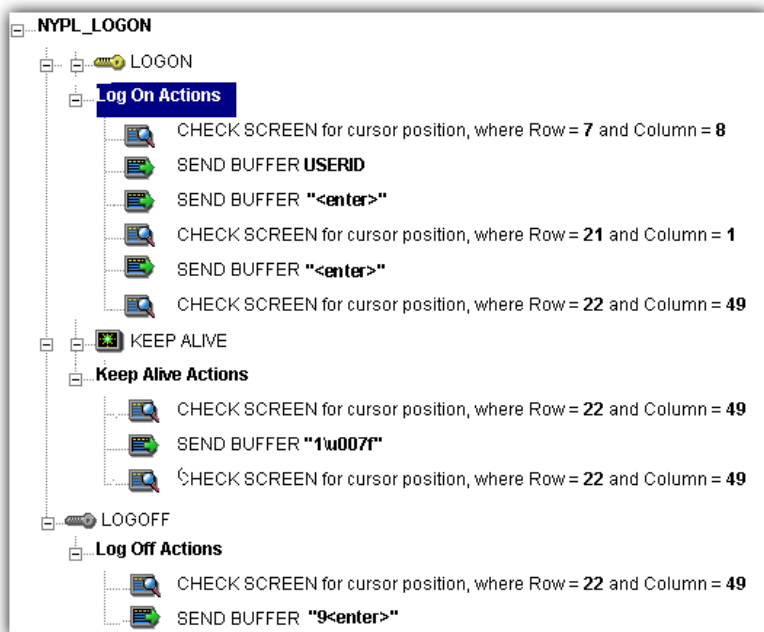 NYPL_LOGON
LOGON
Log On Actions
CHECK SCREEN for cursor position, where Row = 7 and Column = 8
SEND BUFFER USERID
SEND BUFFER "<enter>"
CHECK SCREEN for cursor position, where Row = 21 and Column = 1
SEND BUFFER "<enter>"
CHECK SCREEN for cursor position, where Row = 22 and Column = 49
KEEP ALIVE
Keep Alive Actions
CHECK SCREEN for cursor position, where Row = 22 and Column = 49
SEND BUFFER "1\u007f"
CHECK SCREEN for cursor position, where Row = 22 and Column = 49
LOGOFF
Log Off Actions
CHECK SCREEN for cursor position, where Row = 22 and Column = 49
SEND BUFFER "9<enter>"